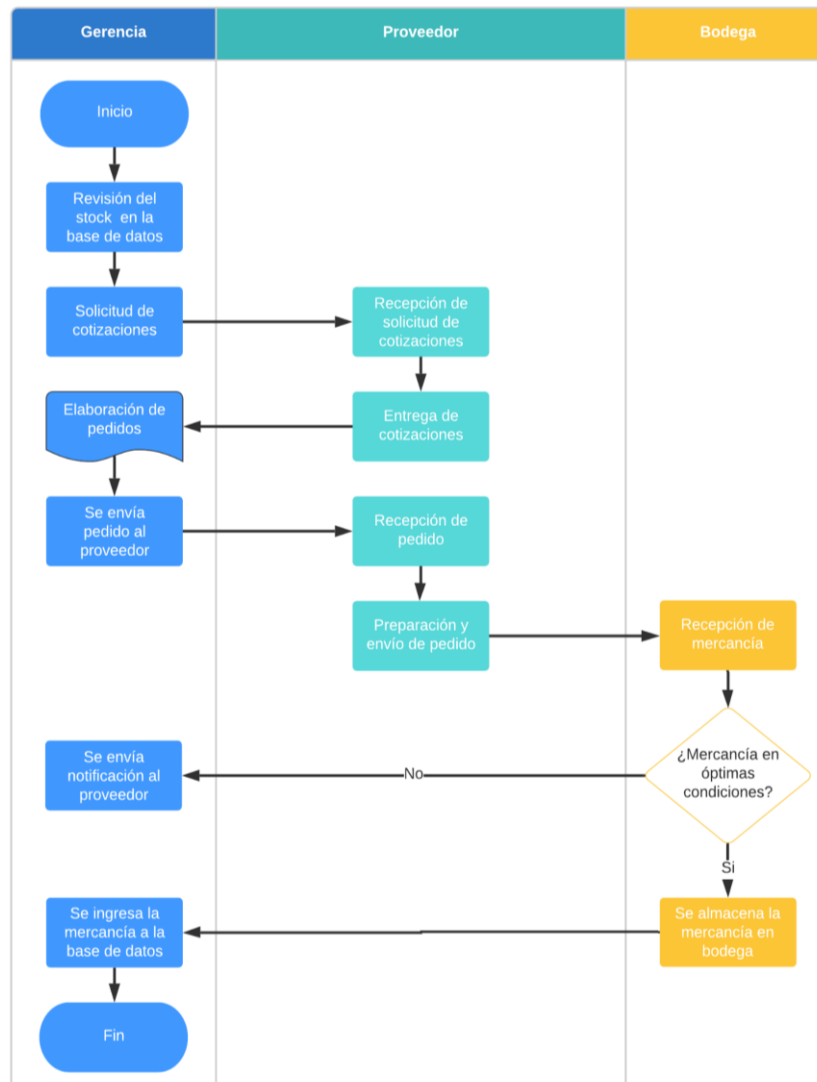 Gerencia
Proveedor
Bodega
Inicio
Revisión del
stock en la
base de datos
Solicitud de
cotizaciones
Recepción de
solicitud de
cotizaciones
Elaboración de
pedidos
Entrega de
cotizaciones
Se envía
pedido al
proveedor
Recepción de
pedido
Preparación y
envío de pedido
Recepción de
mercancía
Se envía
notificación al
proveedor
No
¿Mercancía en
óptimas
condiciones?
Si
Se ingresa la
mercancía a la
base de datos
Se almacena la
mercancía en
bodega
Fin